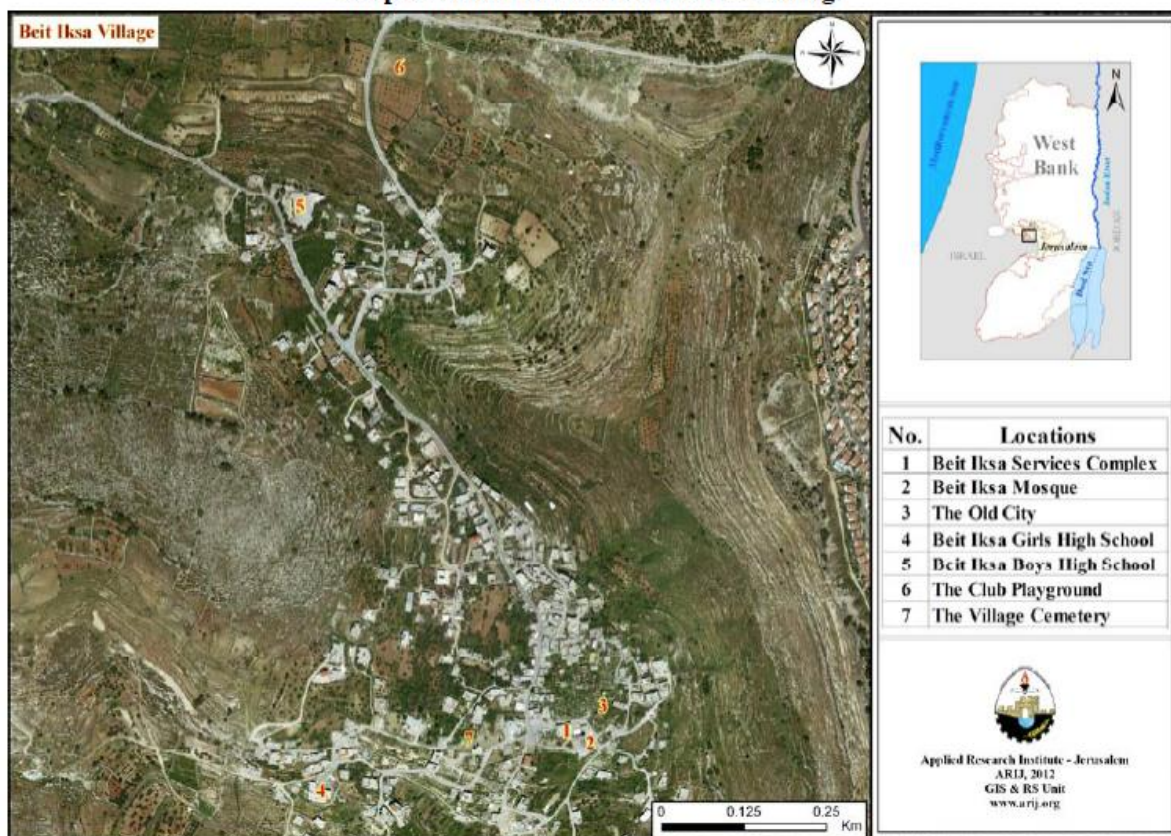 Beit Iksa Village
N
6
5
4
7
1
2
3
0 0.125 0.25
Km
N
Mediterranean Sea
West
Bank
Jordan River
Jerusalem
ISRAEL
JORDAN
Dead Sea
No. Locations
1 Beit Iksa Services Complex
2 Beit Iksa Mosque
3 The Old City
4 Beit Iksa Girls High School
5 Beit Iksa Boys High School
6 The Club Playground
7 The Village Cemetery
Applied Research Institute - Jerusalem
ARIJ, 2012
GIS & RS Unit
www.arij.org